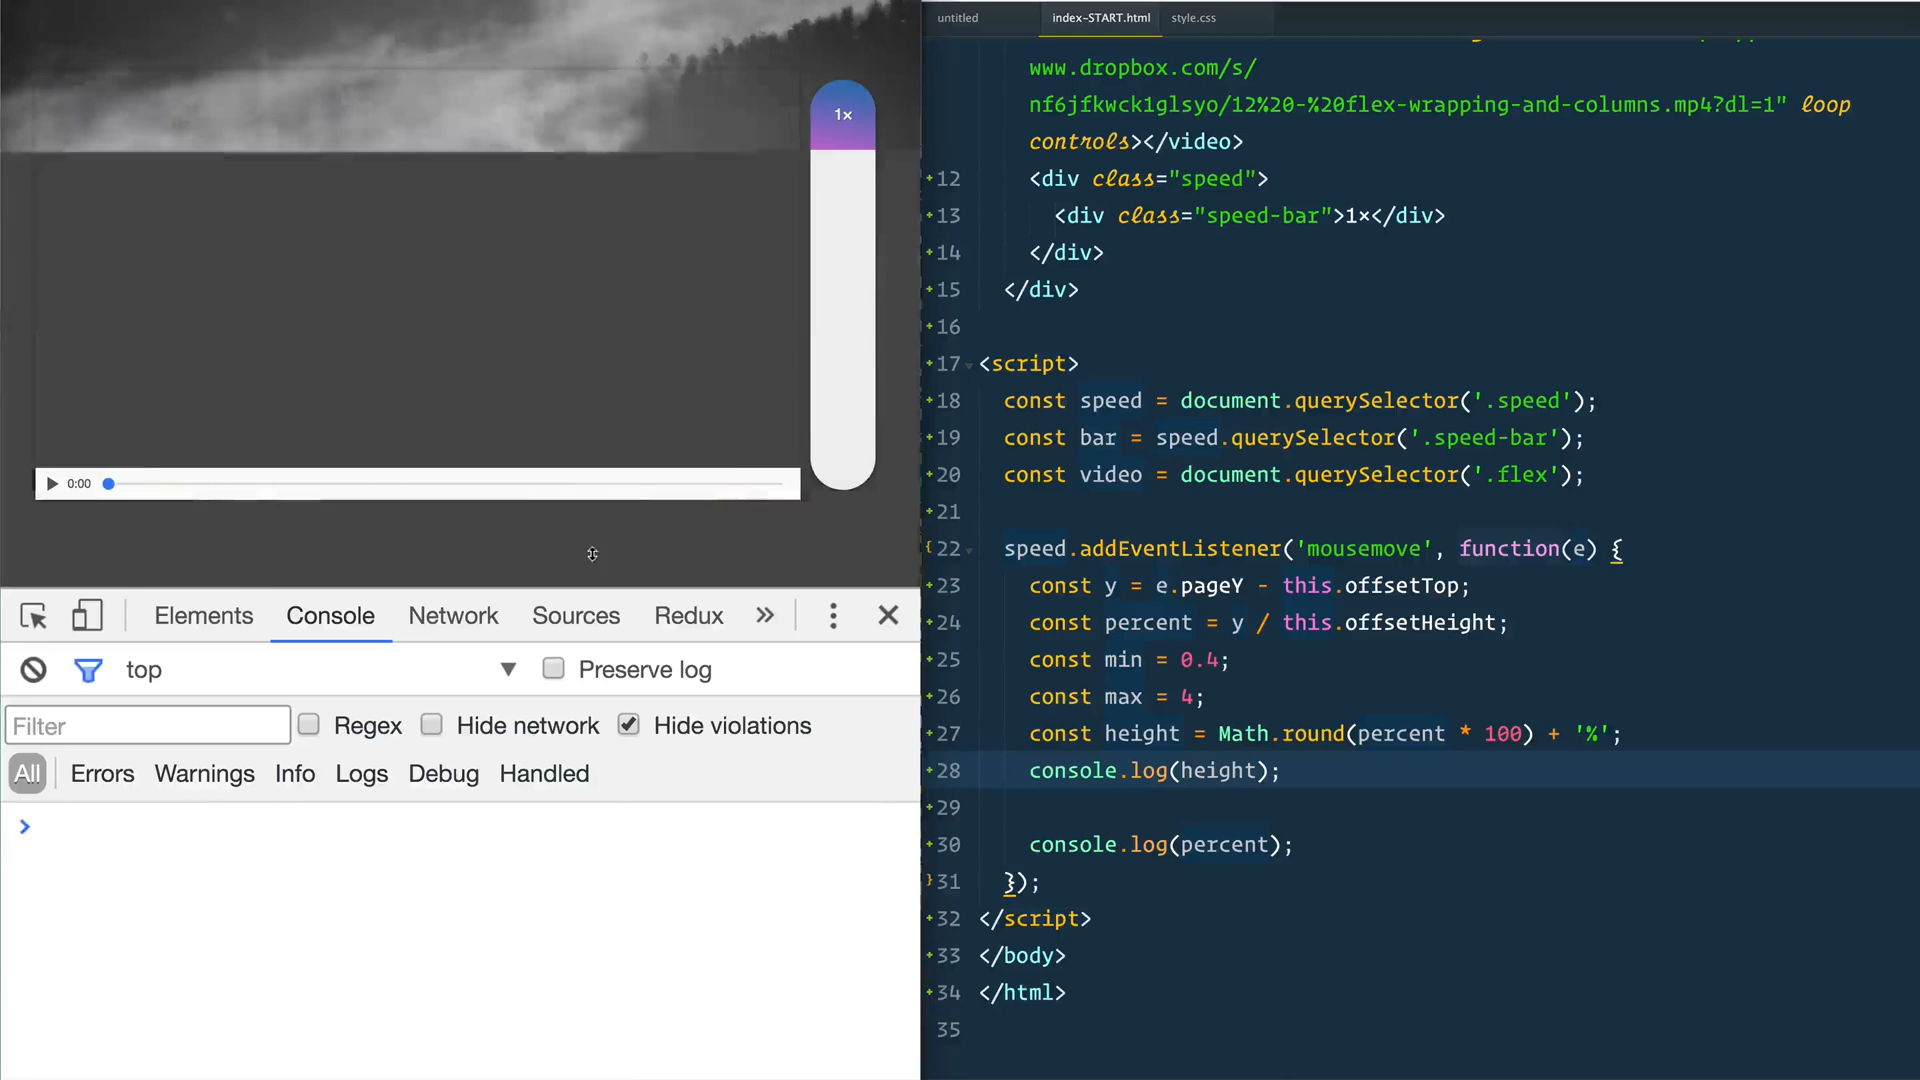 1×
0:00
Elements Console Network Sources Redux »
top Preserve log
Filter Regex Hide network Hide violations
All Errors Warnings Info Logs Debug Handled
untitled index-START.html style.css
www.dropbox.com/s/
nf6jfkwck1glsyo/12%20-%20flex-wrapping-and-columns.mp4?dl=1" loop
controls></video>
12 <div class="speed">
13 <div class="speed-bar">1×</div>
14 </div>
15 </div>
16
17 <script>
18 const speed = document.querySelector('.speed');
19 const bar = speed.querySelector('.speed-bar');
20 const video = document.querySelector('.flex');
21
22 speed.addEventListener('mousemove', function(e) {
23 const y = e.pageY - this.offsetTop;
24 const percent = y / this.offsetHeight;
25 const min = 0.4;
26 const max = 4;
27 const height = Math.round(percent * 100) + '%';
28 console.log(height);
29
30 console.log(percent);
31 });
32 </script>
33 </body>
34 </html>
35